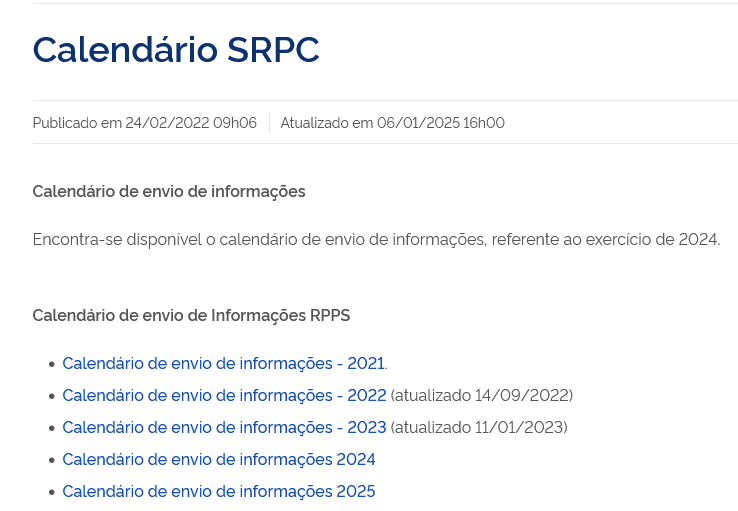 Calendário SRPC
Publicado em 24/02/2022 09h06 Atualizado em 06/01/2025 16h00
Calendário de envio de informações
Encontra-se disponível o calendário de envio de informações, referente ao exercício de 2024.
Calendário de envio de Informações RPPS
• Calendário de envio de informações - 2021.
• Calendário de envio de informações - 2022 (atualizado 14/09/2022)
• Calendário de envio de informações - 2023 (atualizado 11/01/2023)
• Calendário de envio de informações 2024
• Calendário de envio de informações 2025